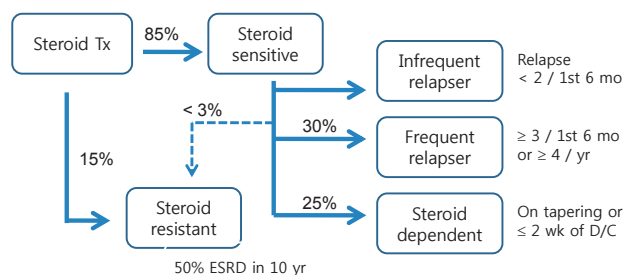 Steroid Tx
85%
Steroid
sensitive
Infrequent
relapser
Relapse
< 2 / 1st 6 mo
< 3%
30%
Frequent
relapser
≥ 3 / 1st 6 mo
or ≥ 4 / yr
15%
25%
Steroid
resistant
Steroid
dependent
On tapering or
≤ 2 wk of D/C
50% ESRD in 10 yr